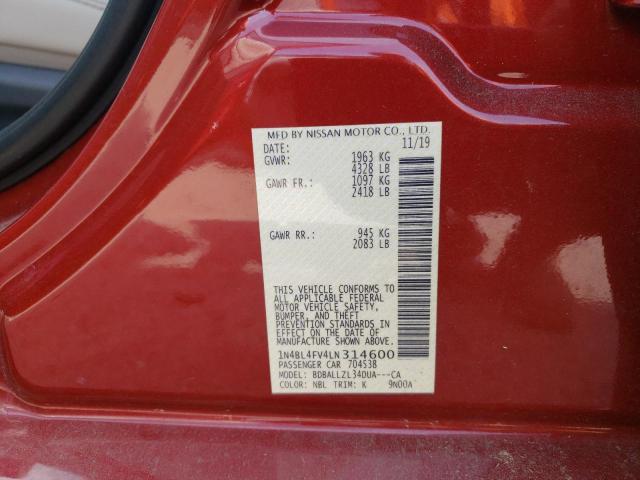 MFD BY NISSAN MOTOR CO., LTD.
DATE: 11/19
GVWR: 1963 KG
4328 LB
GAWR FR.: 1097 KG
2418 LB
GAWR RR.: 945 KG
2083 LB
THIS VEHICLE CONFORMS TO
ALL APPLICABLE FEDERAL
MOTOR VEHICLE SAFETY,
BUMPER, AND THEFT
PREVENTION STANDARDS IN
EFFECT ON THE DATE OF
MANUFACTURE SHOWN ABOVE.
1N4BL4FV4LN314600
PASSENGER CAR 704538
MODEL: BDBALLZL34DUA---CA
COLOR: NBL TRIM: K 9N00A